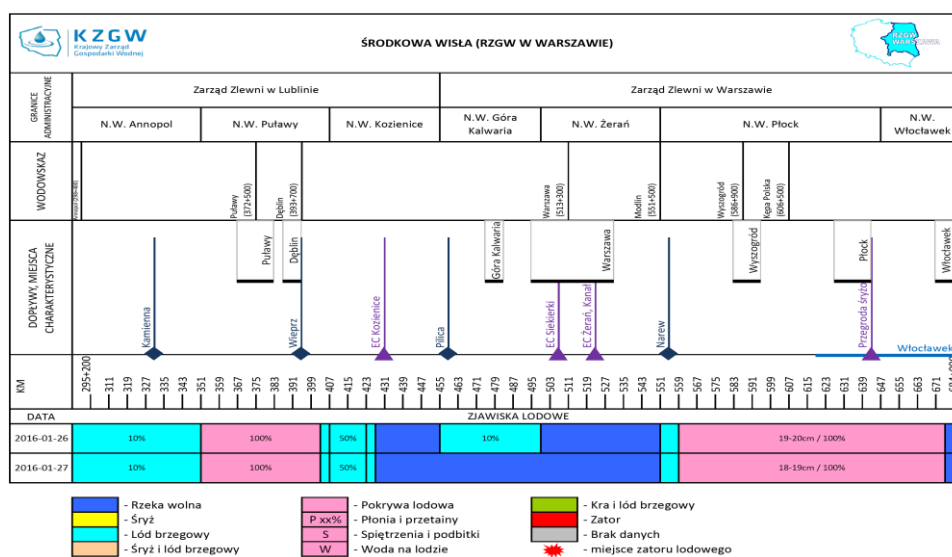 KZGW
Krajowy Zarząd
Gospodarki Wodnej
ŚRODKOWA WISŁA (RZGW W WARSZAWIE)
RZGW
WARSZAWA
GRANICE
ADMINISTRACYJNE
Zarząd Zlewni w Lublinie
Zarząd Zlewni w Warszawie
N.W. Annopol
N.W. Puławy
N.W. Kozienice
N.W. Góra
Kalwaria
N.W. Żerań
N.W. Płock
N.W.
Włocławek
WODOWSKAZ
Puławy
(372+500)
Dęblin
(393+700)
Warszawa
(513+300)
Modlin
(551+500)
Wyszogród
(586+900)
Kępa Polska
(606+500)
DOPŁYWY, MIEJSCA
CHARAKTERYSTYCZNE
Kamienna
Puławy
Dęblin
Wieprz
EC Kozienice
Pilica
Góra Kalwaria
EC Siekierki
EC Żerań, Kanał
Warszawa
Narew
Wyszogród
Płock
Przegroda śryżo
Włocławek
Włocławek
KM
295+200
311
319
327
335
343
351
359
367
375
383
391
399
407
415
423
431
439
447
455
463
471
479
487
495
503
511
519
527
535
543
551
559
567
575
583
591
599
607
615
623
631
639
647
655
663
671
DATA
ZJAWISKA LODOWE
2016-01-26
10%
100%
50%
10%
19-20cm / 100%
2016-01-27
10%
100%
50%
18-19cm / 100%
- Rzeka wolna
- Śryż
- Lód brzegowy
- Śryż i lód brzegowy
- Pokrywa lodowa
P xx% - Płonia i przetainy
S - Spiętrzenia i podbitki
W - Woda na lodzie
- Kra i lód brzegowy
- Zator
- Brak danych
- miejsce zatoru lodowego